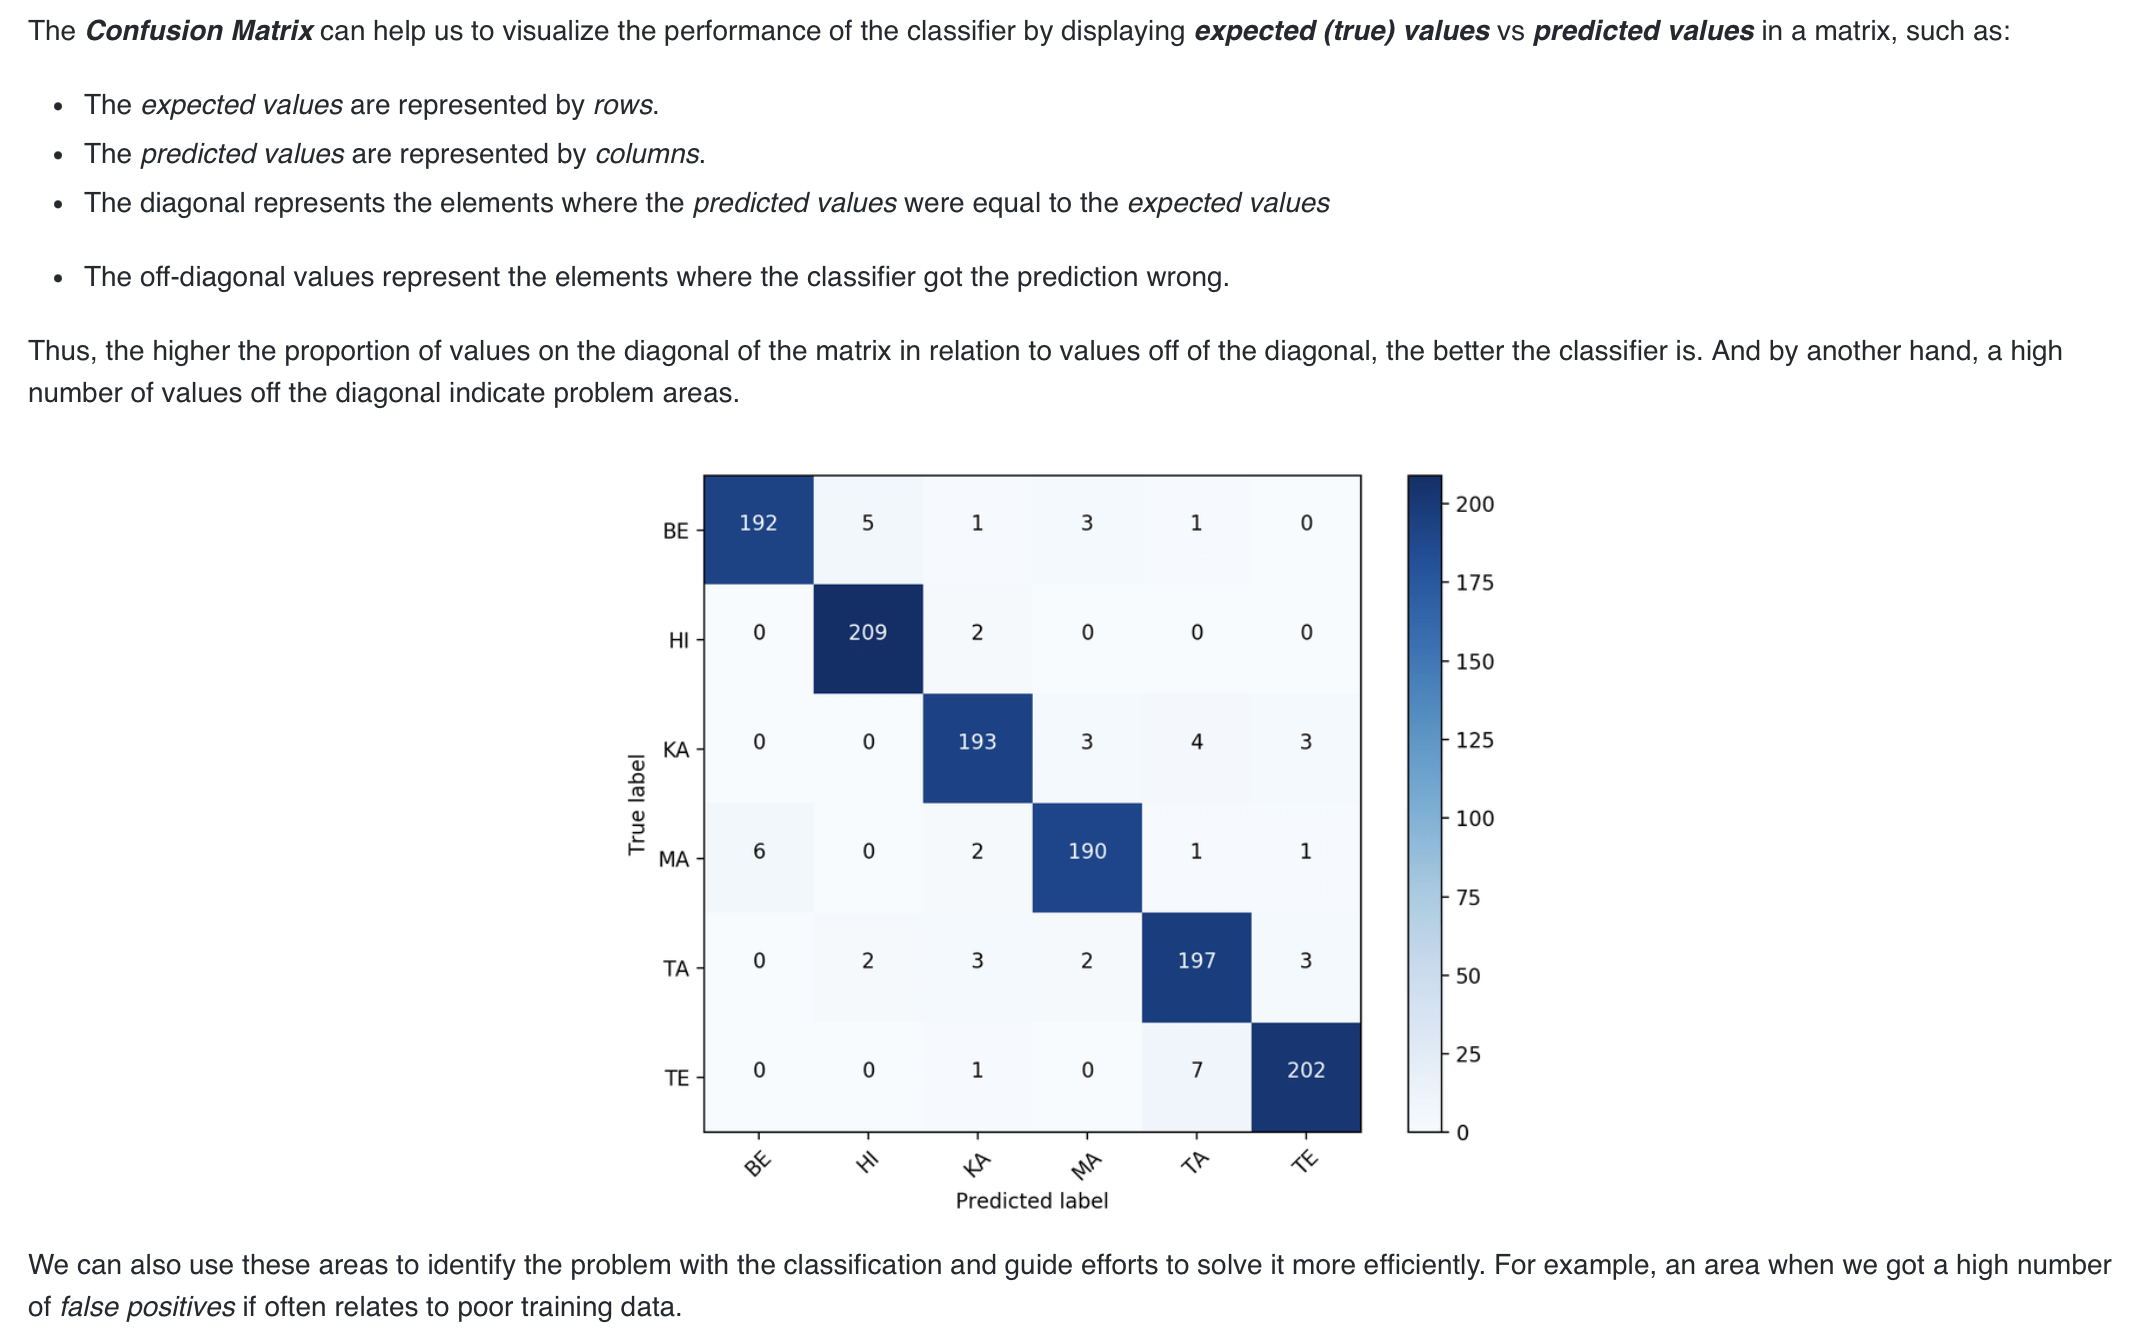 The Confusion Matrix can help us to visualize the performance of the classifier by displaying expected (true) values vs predicted values in a matrix, such as:
• The expected values are represented by rows.
• The predicted values are represented by columns.
• The diagonal represents the elements where the predicted values were equal to the expected values
• The off-diagonal values represent the elements where the classifier got the prediction wrong.
Thus, the higher the proportion of values on the diagonal of the matrix in relation to values off of the diagonal, the better the classifier is. And by another hand, a high
number of values off the diagonal indicate problem areas.
True label
BE 192 5 1 3 1 0
HI 0 209 2 0 0 0
KA 0 0 193 3 4 3
MA 6 0 2 190 1 1
TA 0 2 3 2 197 3
TE 0 0 1 0 7 202
BE HI KA MA TA TE
Predicted label
200
175
150
125
100
75
50
25
0
We can also use these areas to identify the problem with the classification and guide efforts to solve it more efficiently. For example, an area when we got a high number
of false positives if often relates to poor training data.